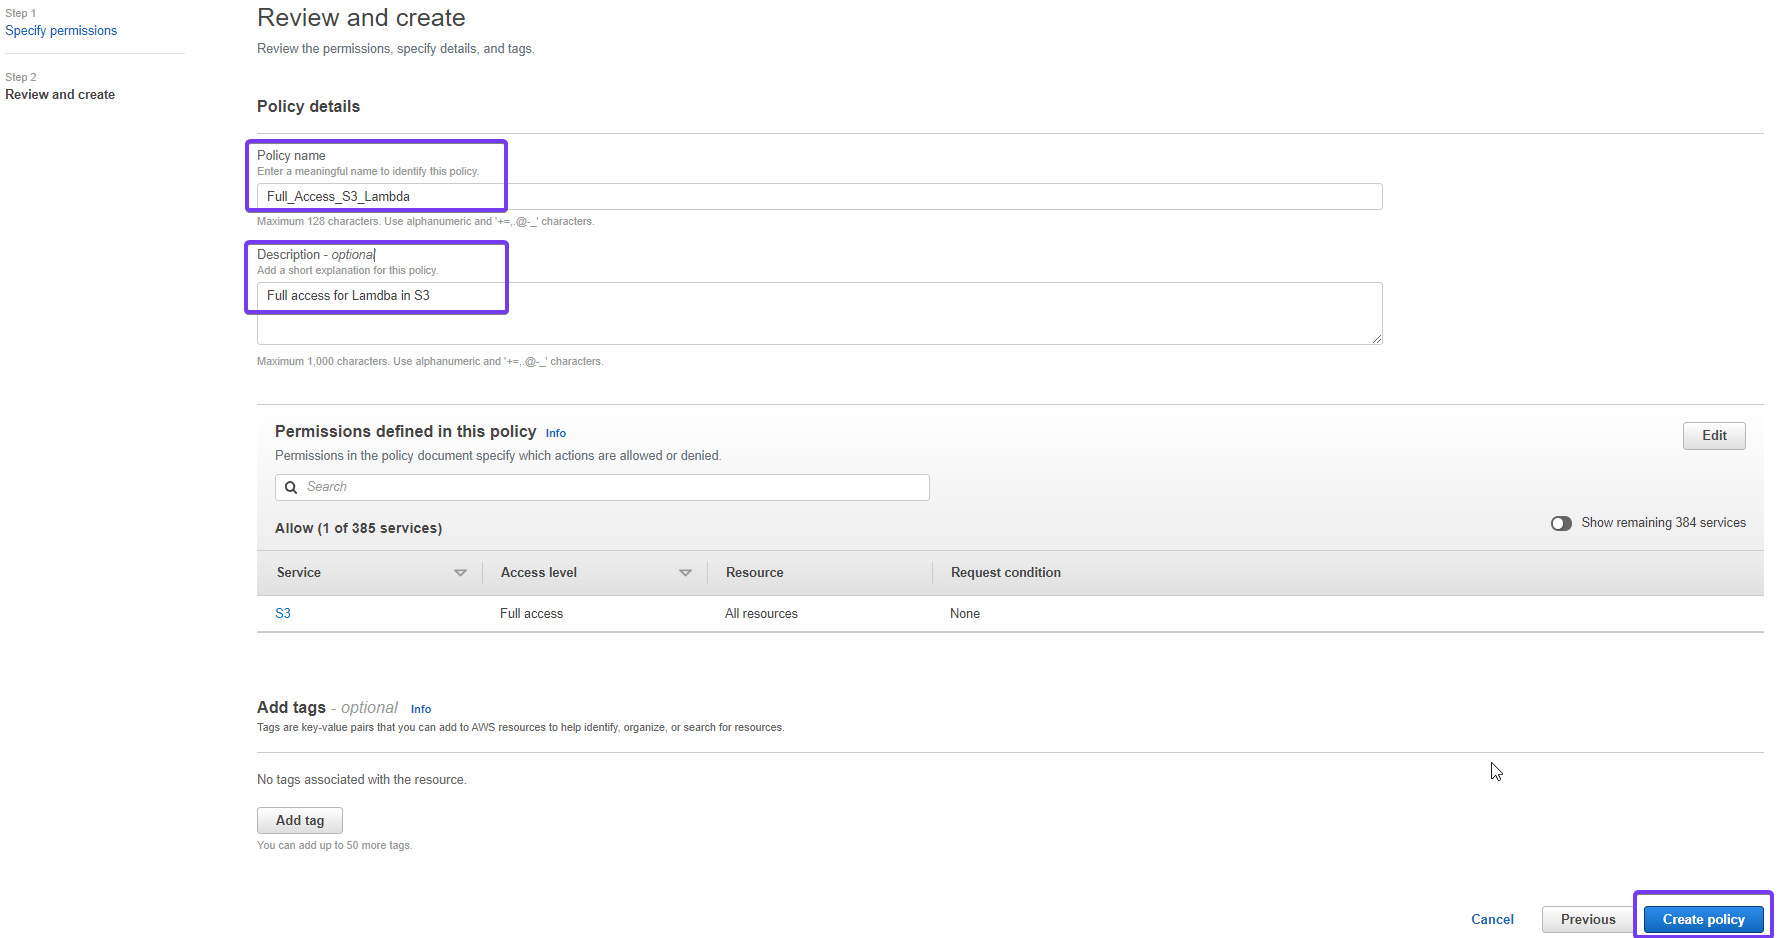 Step 1
Specify permissions
Step 2
Review and create
Review and create
Review the permissions, specify details, and tags.
Policy details
Policy name
Enter a meaningful name to identify this policy.
Full_Access_S3_Lambda
Maximum 128 characters. Use alphanumeric and '+=,.@-_' characters.
Description - optional
Add a short explanation for this policy.
Full access for Lamdba in S3
Maximum 1,000 characters. Use alphanumeric and '+=,.@-_' characters.
Permissions defined in this policy Info
Edit
Permissions in the policy document specify which actions are allowed or denied.
Search
Allow (1 of 385 services)
Show remaining 384 services
Service Access level Resource Request condition
S3 Full access All resources None
Add tags - optional Info
Tags are key-value pairs that you can add to AWS resources to help identify, organize, or search for resources.
No tags associated with the resource.
Add tag
You can add up to 50 more tags.
Cancel Previous Create policy